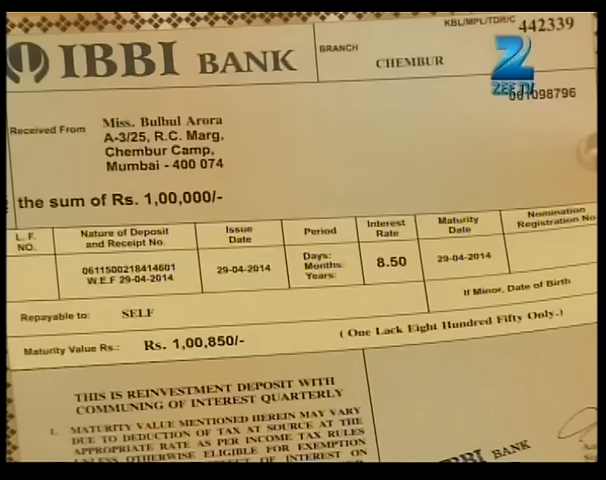 KBL/MPL/TDR/C 442339
IBBI BANK
BRANCH
CHEMBUR
ZEE TV
061098796
Received From
Miss. Bulbul Arora
A-3/25, R.C. Marg,
Chembur Camp,
Mumbai - 400 074
the sum of Rs. 1,00,000/-
L. F. NO.
Nature of Deposit and Receipt No.
Issue Date
Period
Interest Rate
Maturity Date
Nomination Registration No
0611500218414601
W.E.F 29-04-2014
29-04-2014
Days:
Months:
Years:
8.50
29-04-2014
Repayable to: SELF
If Minor, Date of Birth
Maturity Value Rs.: Rs. 1,00,850/- ( One Lack Eight Hundred Fifty Only.)
THIS IS REINVESTMENT DEPOSIT WITH
COMMUNING OF INTEREST QUARTERLY
1. MATURITY VALUE MENTIONED HEREIN MAY VARY
DUE TO DEDUCTION OF TAX AT SOURCE AT THE
APPROPRIATE RATE AS PER INCOME TAX RULES
UNLESS OTHERWISE ELIGIBLE FOR EXEMPTION
OF INTEREST ON
IBBI BANK